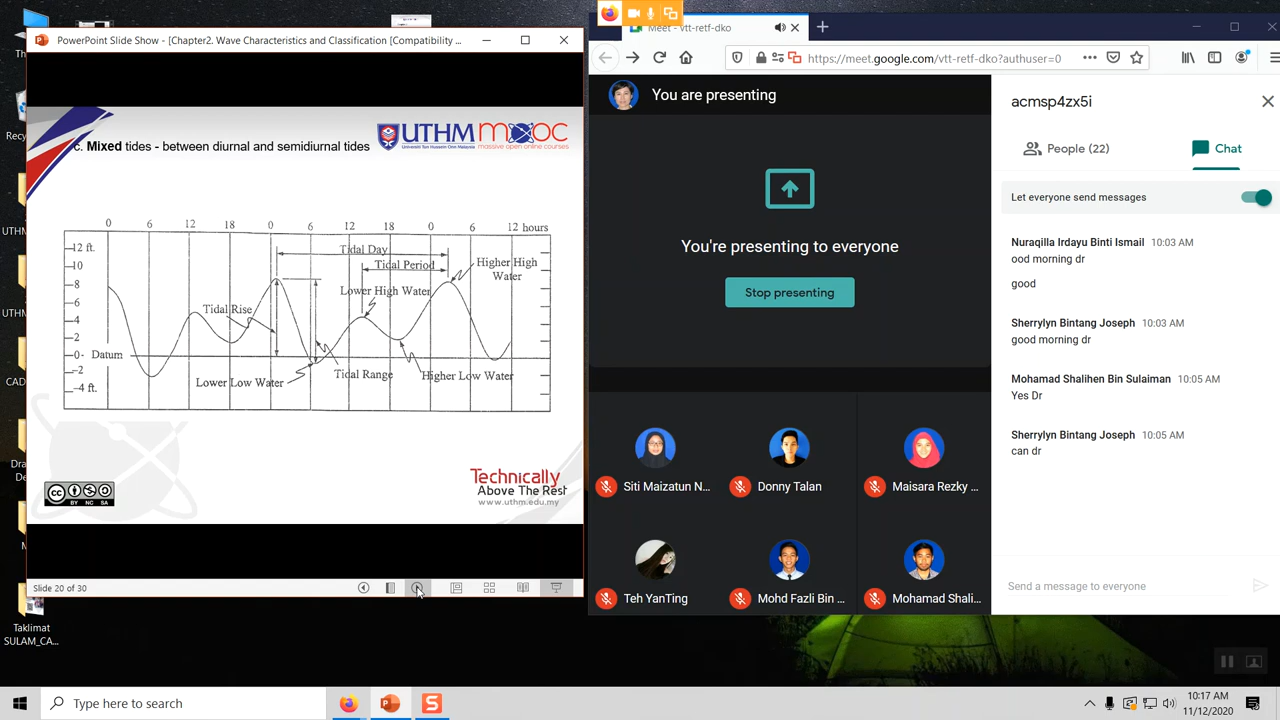 PowerPoint Slide Show - [Chapter2. Wave Characteristics and Classification [Compatibility ...
UTHM mooc
Universiti Tun Hussein Onn Malaysia
massive open online courses
c. Mixed tides - between diurnal and semidiurnal tides
0 6 12 18 0 6 12 18 0 6 12 hours
12 ft.
10
8
6
4
2
0-
-2
-4 ft.
Datum
Tidal Day
Tidal Period
Higher High
Water
Lower High Water
Tidal Rise
Lower Low Water
Tidal Range
Higher Low Water
cc BY NC SA
Technically
Above The Rest
www.uthm.edu.my
Slide 20 of 30
Taklimat
SULAM_CA...
Meet - vtt-retf-dko
https://meet.google.com/vtt-retf-dko?authuser=0
You are presenting
You're presenting to everyone
Stop presenting
Siti Maizatun N...
Donny Talan
Maisara Rezky ...
Teh YanTing
Mohd Fazli Bin ...
Mohamad Shali...
acmsp4zx5i
People (22)
Chat
Let everyone send messages
Nuraqilla Irdayu Binti Ismail 10:03 AM
ood morning dr
good
Sherrylyn Bintang Joseph 10:03 AM
good morning dr
Mohamad Shalihen Bin Sulaiman 10:05 AM
Yes Dr
Sherrylyn Bintang Joseph 10:05 AM
can dr
Send a message to everyone
Type here to search
10:17 AM
11/12/2020